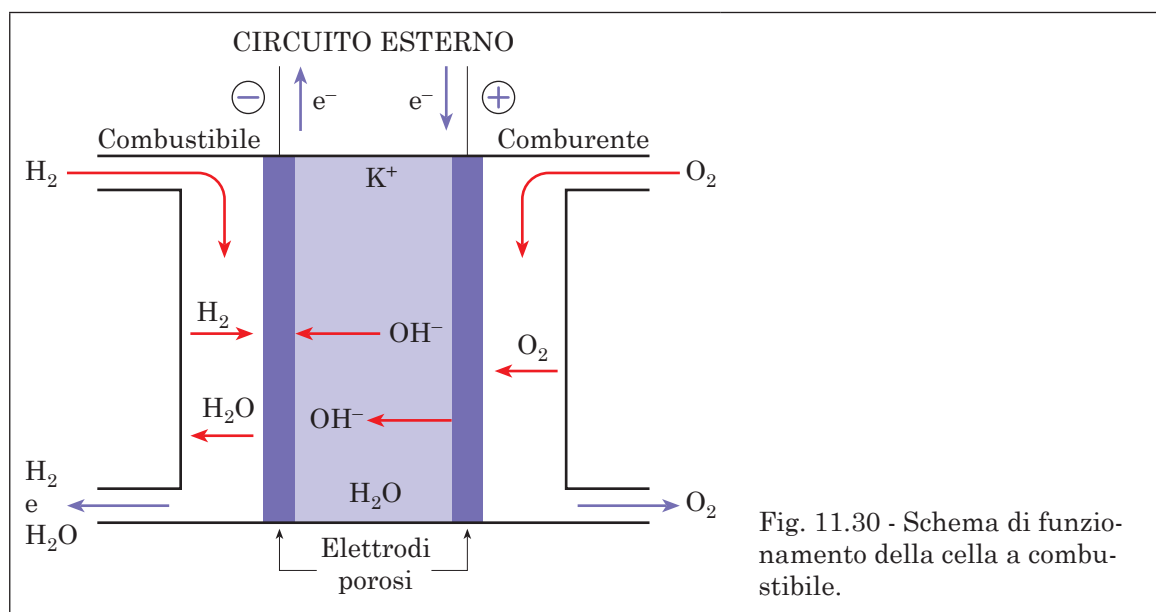 CIRCUITO ESTERNO
− e⁻ e⁻ +
Combustibile Comburente
H₂ K⁺ O₂
H₂ OH⁻ O₂
H₂O OH⁻
H₂
e
H₂O
H₂O O₂
Elettrodi
porosi
Fig. 11.30 - Schema di funzio-
namento della cella a combu-
stibile.